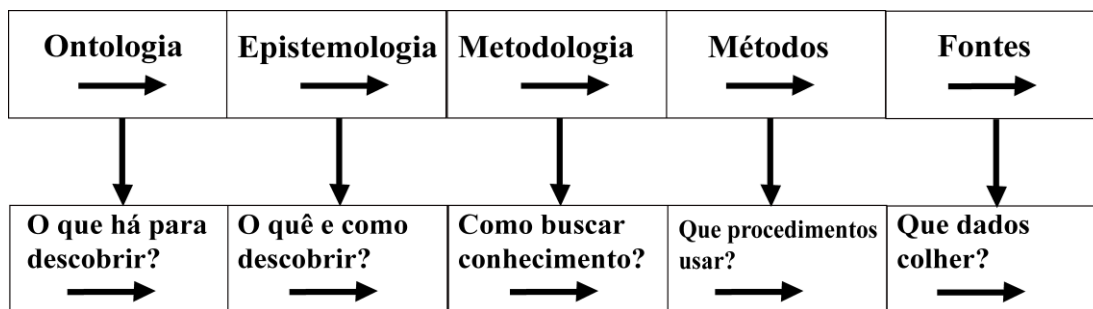 Ontologia
Epistemologia
Metodologia
Métodos
Fontes
O que há para
descobrir?
O quê e como
descobrir?
Como buscar
conhecimento?
Que procedimentos
usar?
Que dados
colher?